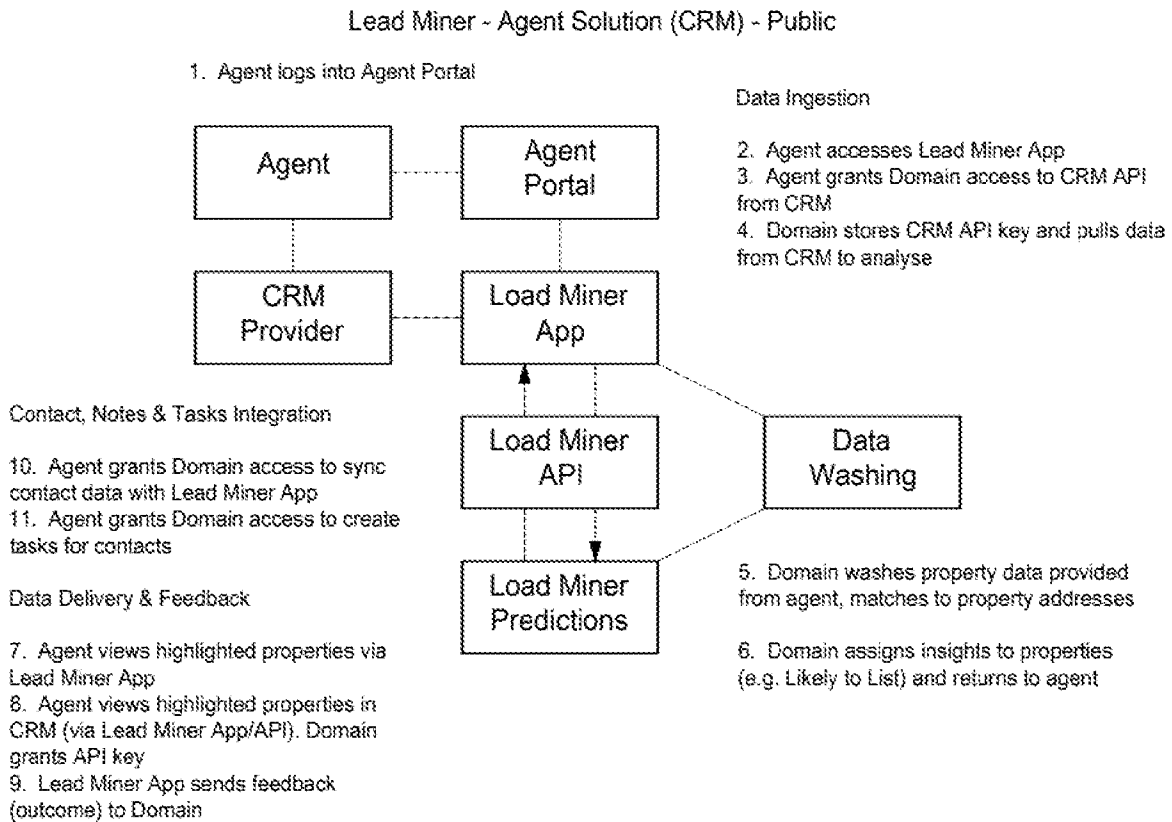 Lead Miner - Agent Solution (CRM) - Public
1. Agent logs into Agent Portal
Data Ingestion
2. Agent accesses Lead Miner App
3. Agent grants Domain access to CRM API
from CRM
4. Domain stores CRM API key and pulls data
from CRM to analyse
Agent
Agent
Portal
CRM
Provider
Load Miner
App
Contact, Notes & Tasks Integration
10. Agent grants Domain access to sync
contact data with Lead Miner App
11. Agent grants Domain access to create
tasks for contacts
Load Miner
API
Data
Washing
Data Delivery & Feedback
7. Agent views highlighted properties via
Lead Miner App
8. Agent views highlighted properties in
CRM (via Lead Miner App/API). Domain
grants API key
9. Lead Miner App sends feedback
(outcome) to Domain
Load Miner
Predictions
5. Domain washes property data provided
from agent, matches to property addresses
6. Domain assigns insights to properties
(e.g. Likely to List) and returns to agent